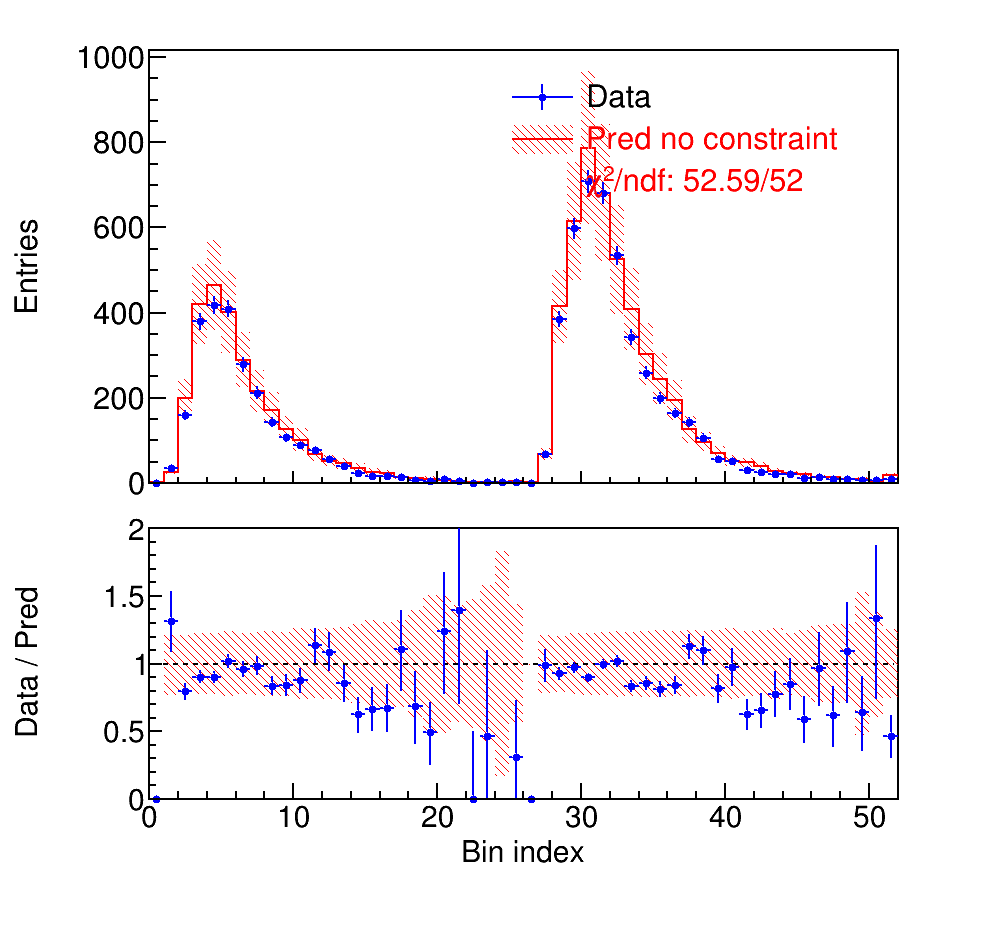 1000
800
600
400
200
0
Entries
Data
Pred no constraint
χ²/ndf: 52.59/52
2
1.5
1
0.5
0
Data / Pred
0 10 20 30 40 50
Bin index